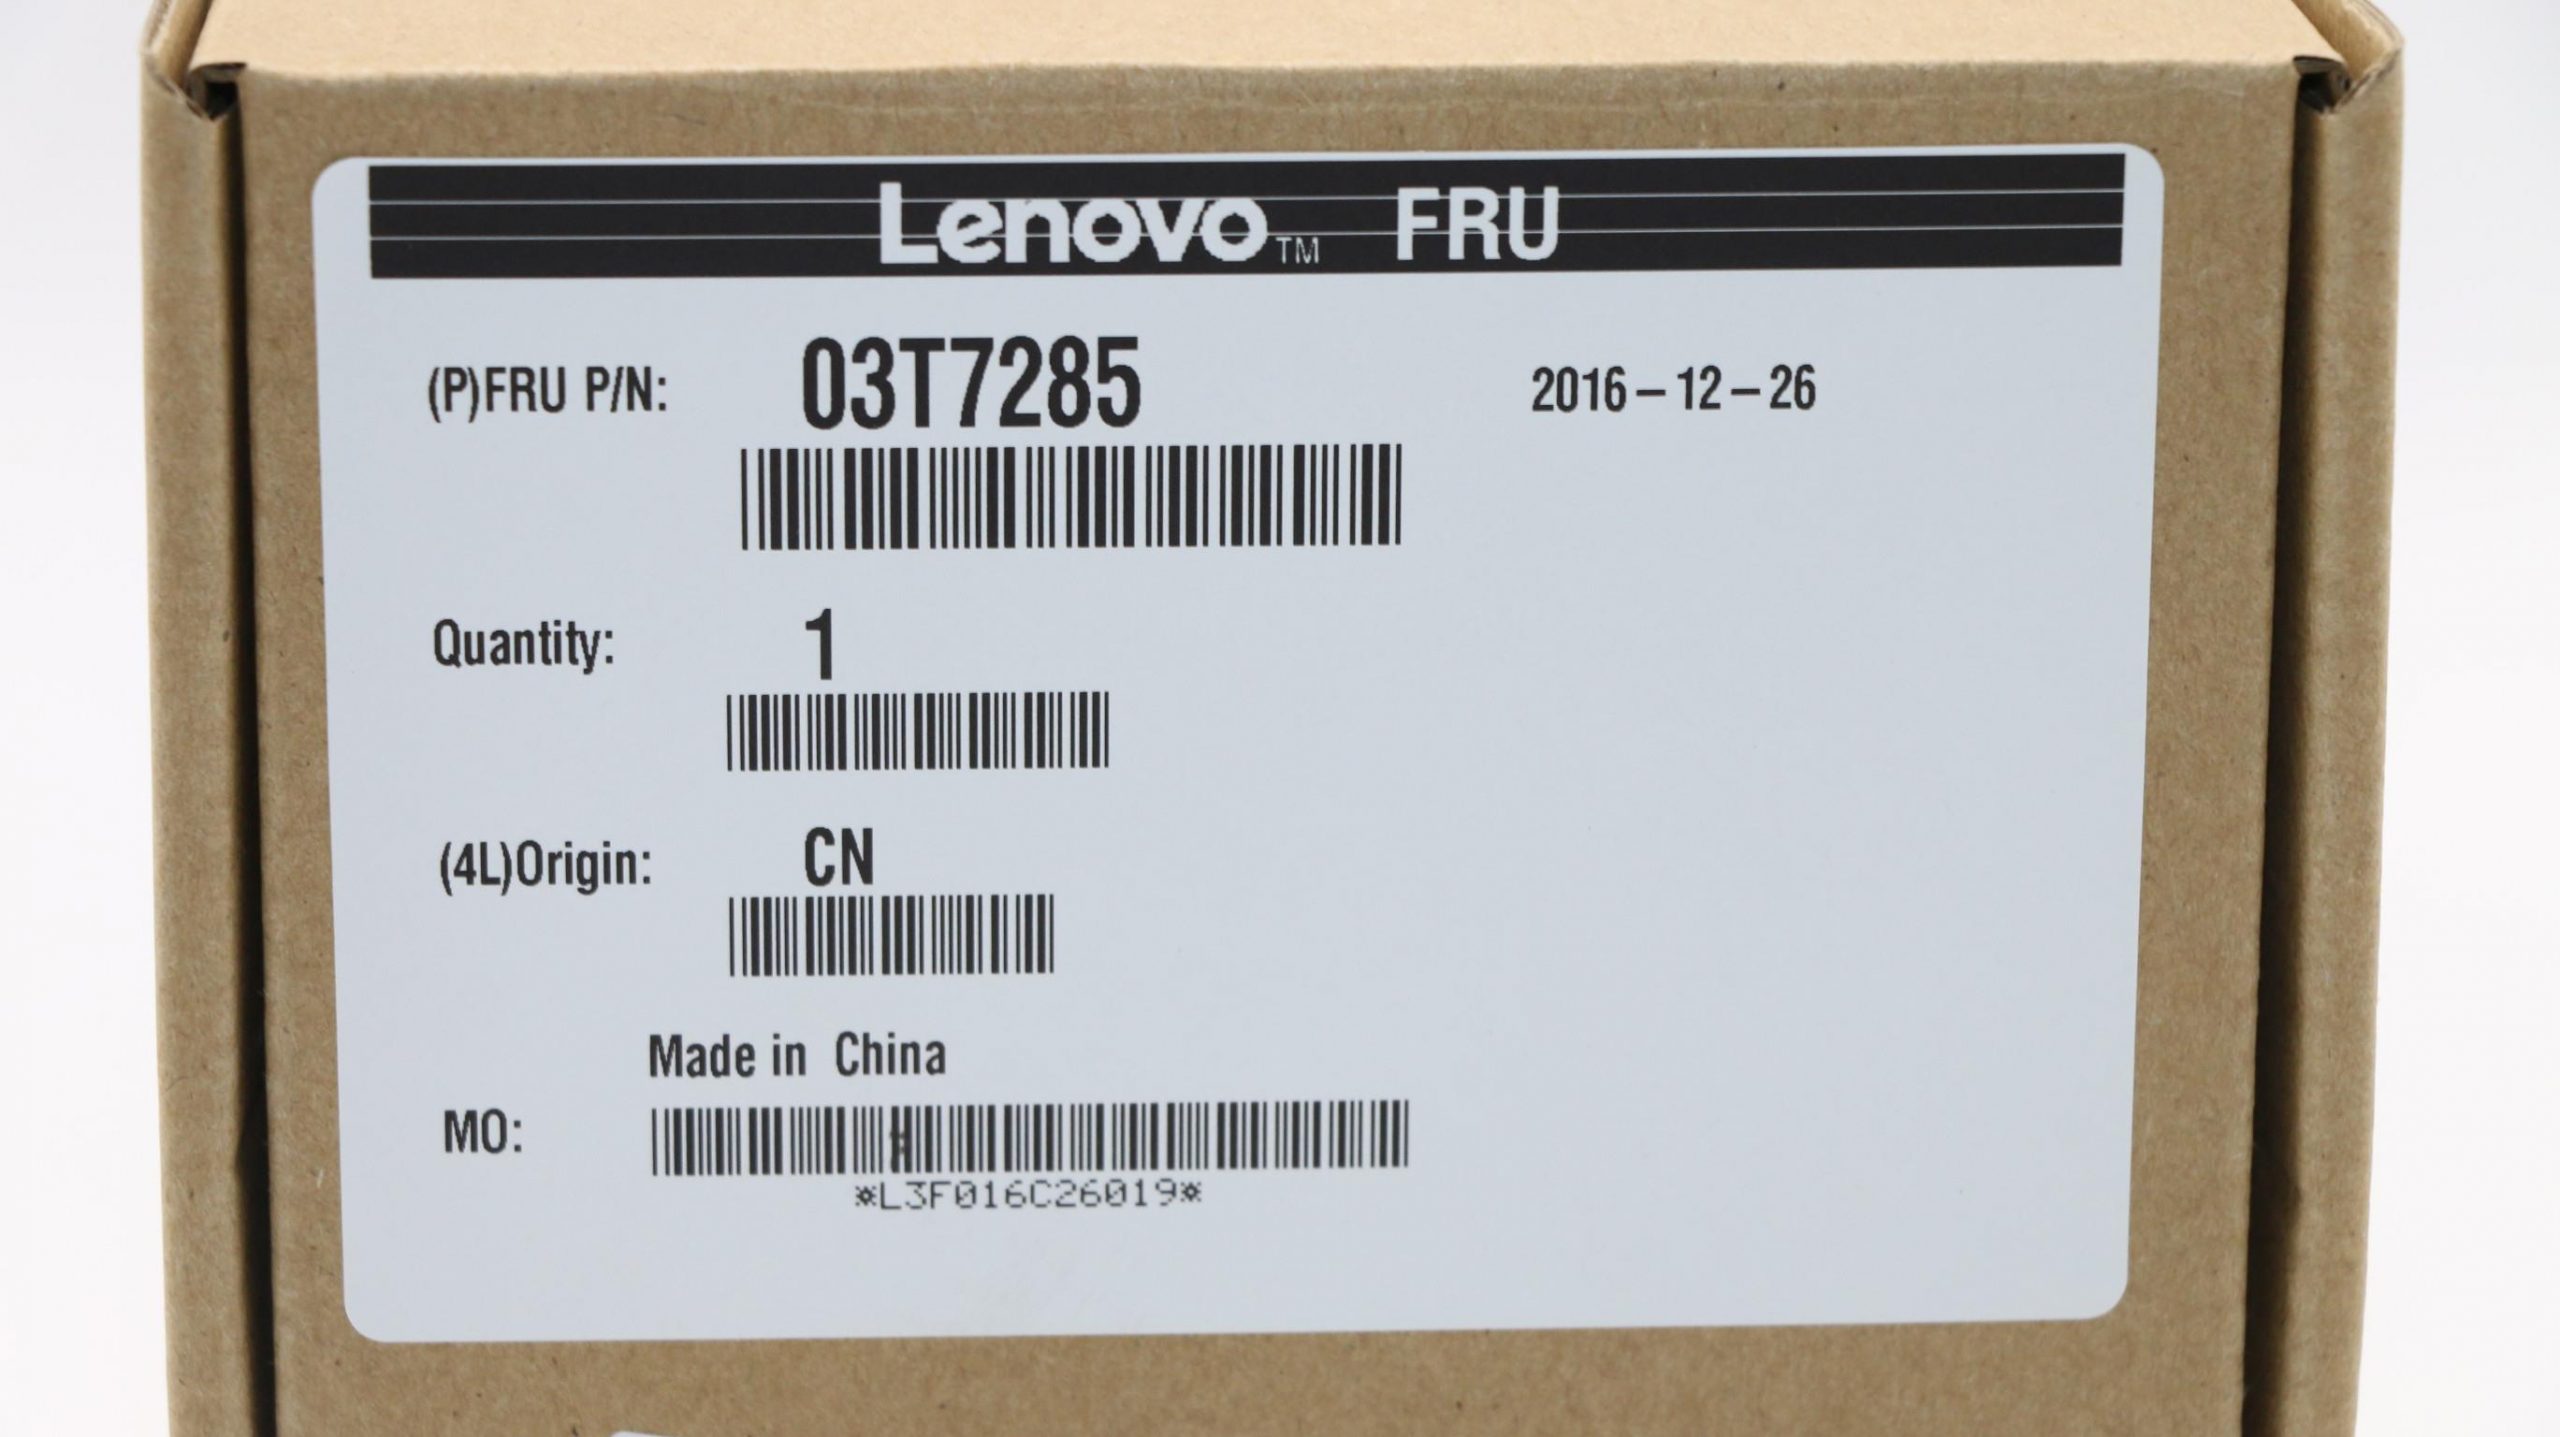 Lenovo™ FRU
(P)FRU P/N: 03T7285 2016-12-26
Quantity: 1
(4L)Origin: CN
Made in China
MO:
*L3F016C26019*